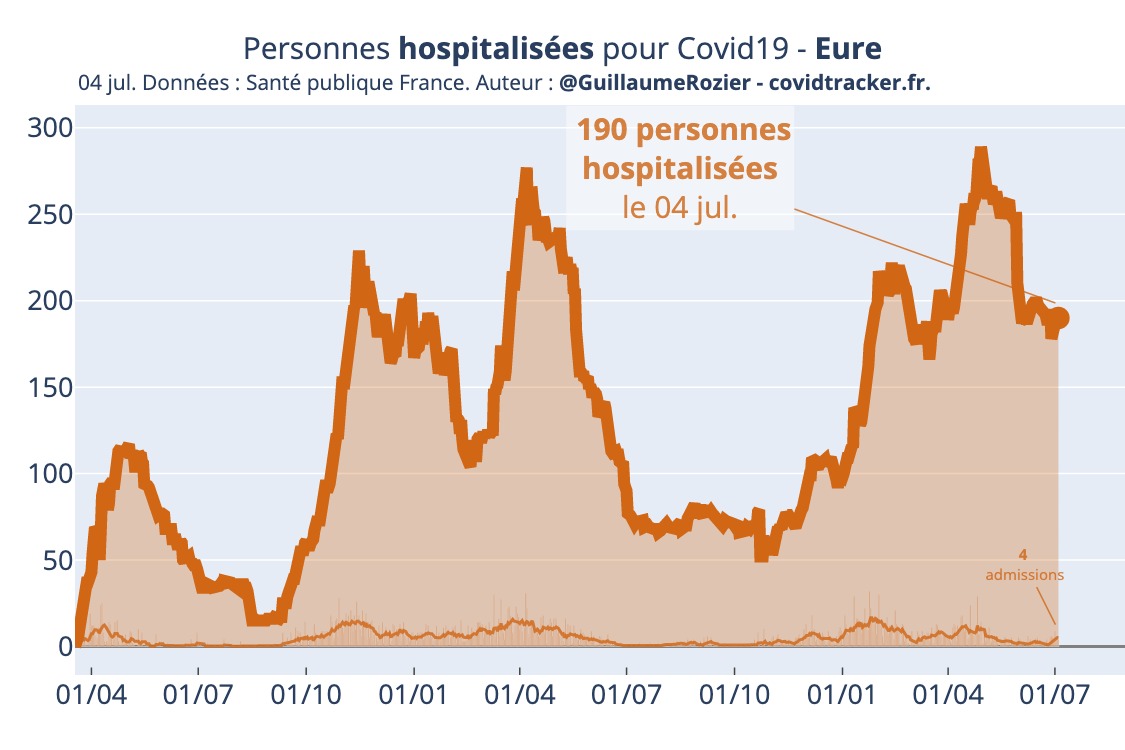 Personnes hospitalisées pour Covid19 - Eure
04 jul. Données : Santé publique France. Auteur : @GuillaumeRozier - covidtracker.fr.
190 personnes
hospitalisées
le 04 jul.
300
250
200
150
100
50
0
4
admissions
01/04 01/07 01/10 01/01 01/04 01/07 01/10 01/01 01/04 01/07